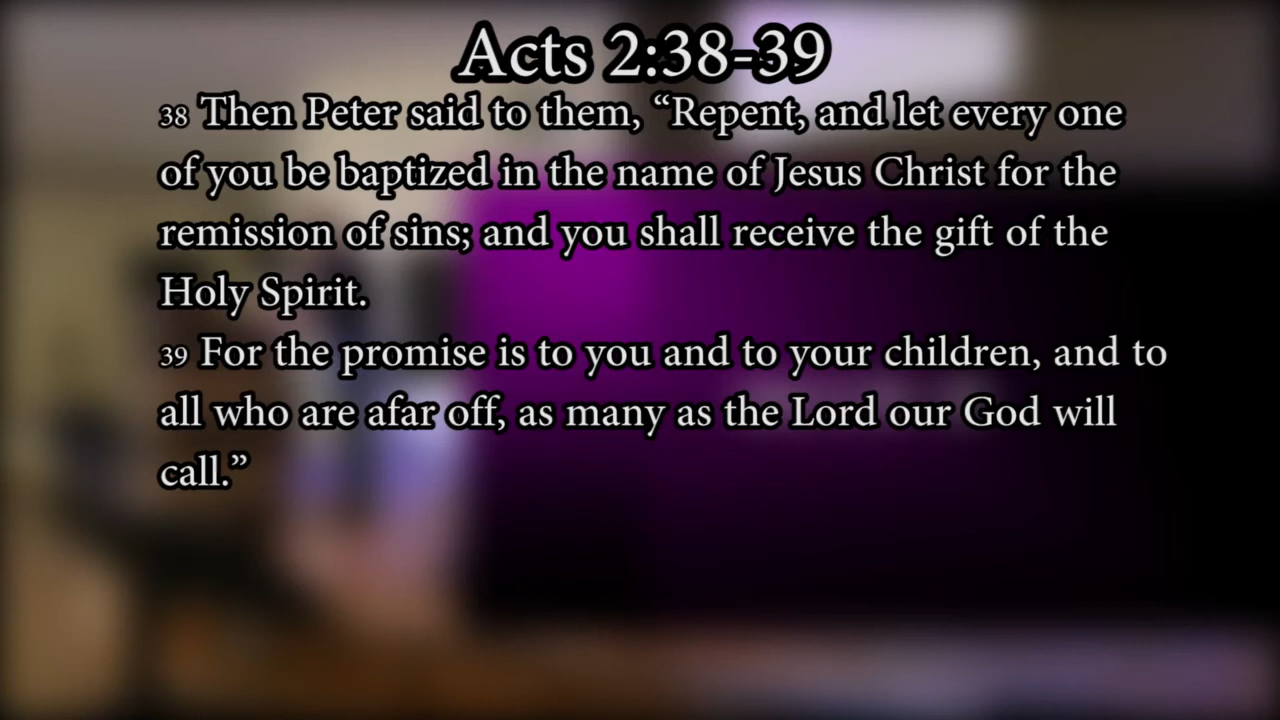 Acts 2:38-39
38 Then Peter said to them, “Repent, and let every one
of you be baptized in the name of Jesus Christ for the
remission of sins; and you shall receive the gift of the
Holy Spirit.
39 For the promise is to you and to your children, and to
all who are afar off, as many as the Lord our God will
call.”